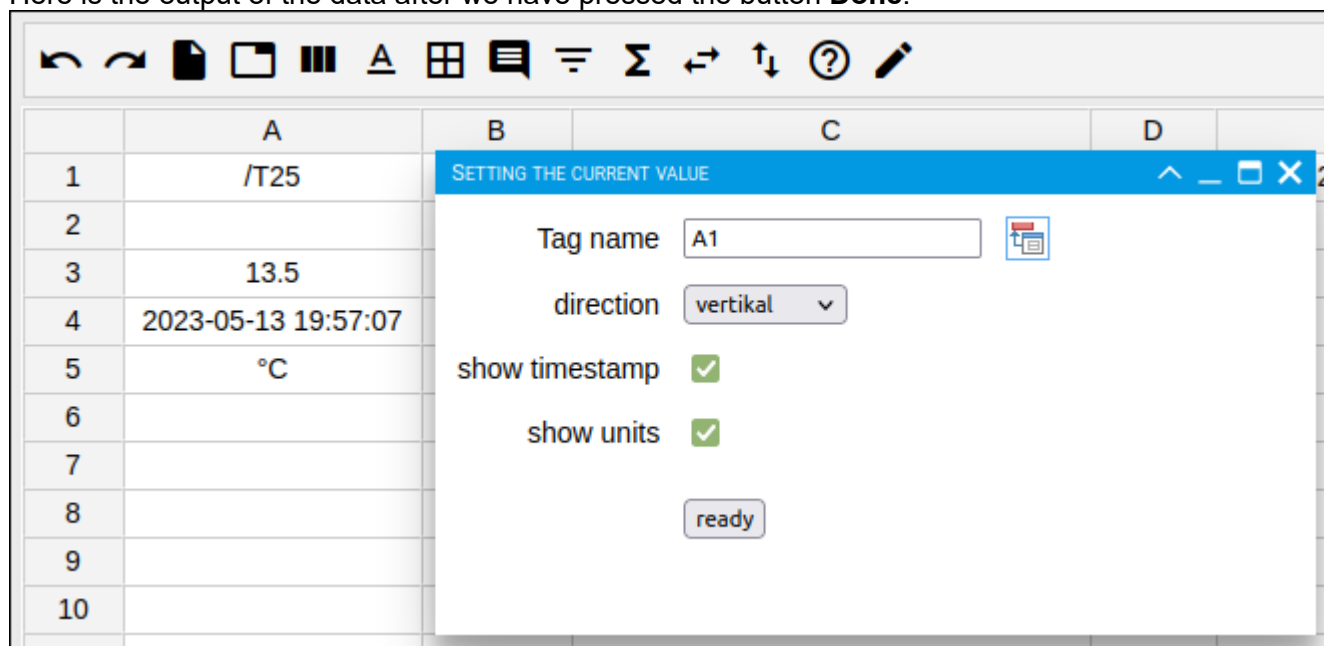 Here is the output of the data after we have pressed the button Done.
A B C D
1 /T25 SETTING THE CURRENT VALUE
2 Tag name A1
3 13.5 direction vertikal
4 2023-05-13 19:57:07
5 °C show timestamp
6 show units
7
8 ready
9
10